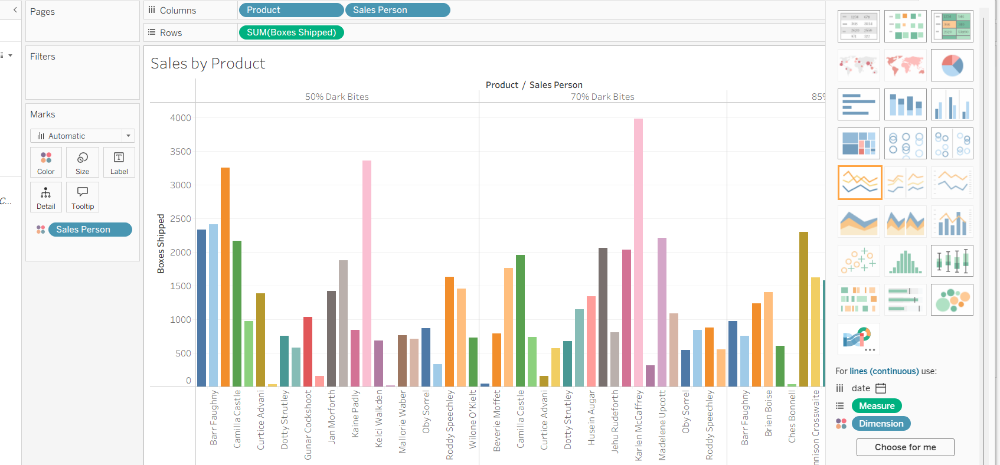 Pages
Columns
Product
Sales Person
Rows
SUM(Boxes Shipped)
Filters
Marks
Automatic
Color
Size
Label
Detail
Tooltip
Sales Person
C...
Sales by Product
Product / Sales Person
50% Dark Bites
70% Dark Bites
85%
Boxes Shipped
4000
3500
3000
2500
2000
1500
1000
500
0
Barr Faughny
Camilla Castle
Curtice Advani
Dotty Strutley
Gunar Cockshoot
Jan Morforth
Kaine Padly
Kelci Walkden
Mallorie Waber
Oby Sorrel
Roddy Speechley
Wilone O'Kielt
Beverie Moffet
Camilla Castle
Curtice Advani
Dotty Strutley
Husein Augar
Jehu Rudeforth
Karlen McCaffrey
Madelene Upcott
Oby Sorrel
Roddy Speechley
Barr Faughny
Brien Boise
Ches Bonnell
nnison Crosswaite
For lines (continuous) use:
date
Measure
Dimension
Choose for me